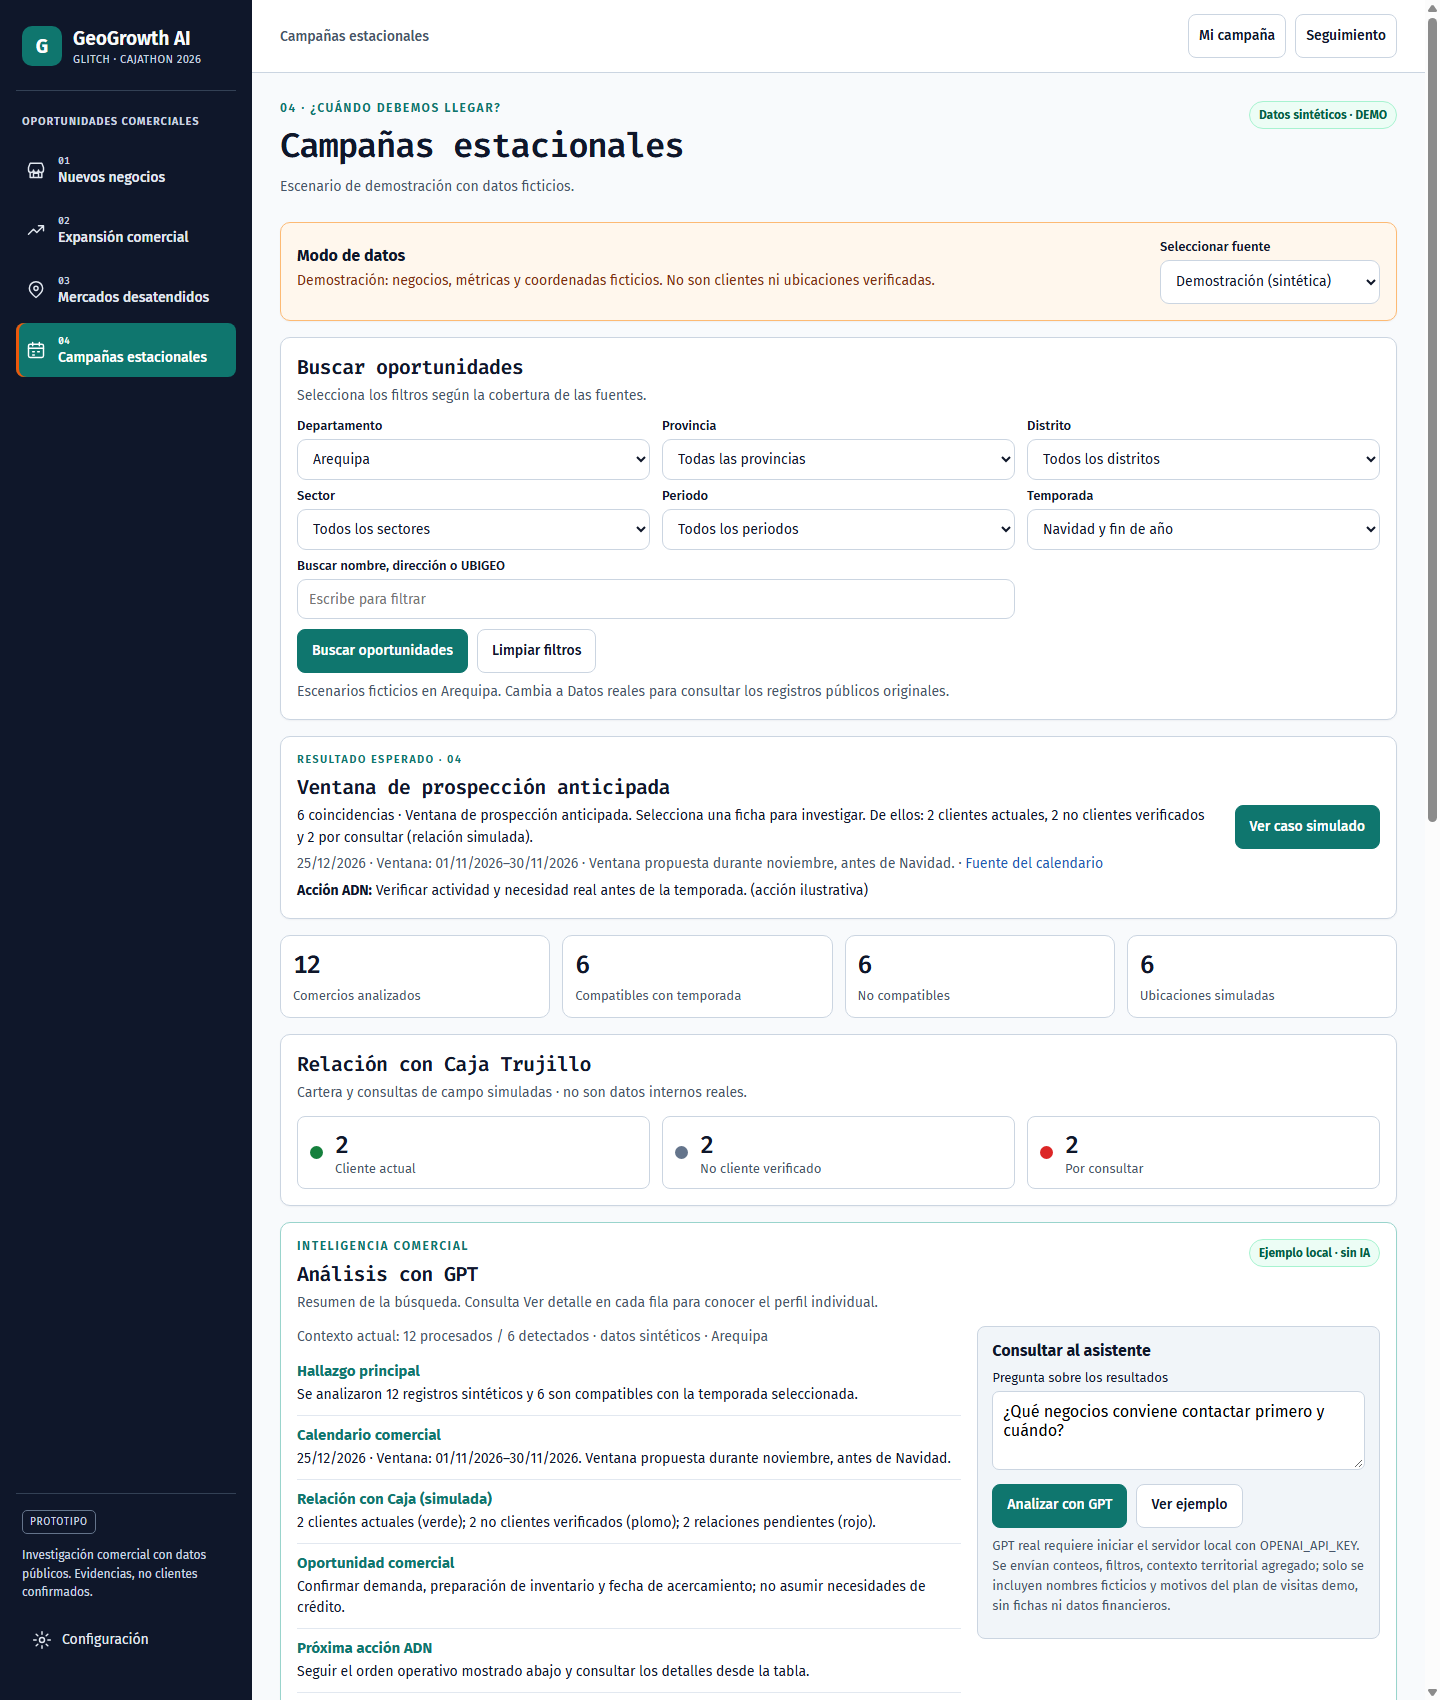 G
GeoGrowth AI
GLITCH · CAJATHON 2026
OPORTUNIDADES COMERCIALES
01
Nuevos negocios
02
Expansión comercial
03
Mercados desatendidos
04
Campañas estacionales
PROTOTIPO
Investigación comercial con datos
públicos. Evidencias, no clientes
confirmados.
Configuración
Campañas estacionales
Mi campaña
Seguimiento
04 · ¿CUÁNDO DEBEMOS LLEGAR?
Datos sintéticos · DEMO
Campañas estacionales
Escenario de demostración con datos ficticios.
Modo de datos
Demostración: negocios, métricas y coordenadas ficticios. No son clientes ni ubicaciones verificadas.
Seleccionar fuente
Demostración (sintética)
Buscar oportunidades
Selecciona los filtros según la cobertura de las fuentes.
Departamento
Provincia
Distrito
Arequipa
Todas las provincias
Todos los distritos
Sector
Periodo
Temporada
Todos los sectores
Todos los periodos
Navidad y fin de año
Buscar nombre, dirección o UBIGEO
Escribe para filtrar
Buscar oportunidades
Limpiar filtros
Escenarios ficticios en Arequipa. Cambia a Datos reales para consultar los registros públicos originales.
RESULTADO ESPERADO · 04
Ventana de prospección anticipada
6 coincidencias · Ventana de prospección anticipada. Selecciona una ficha para investigar. De ellos: 2 clientes actuales, 2 no clientes verificados
y 2 por consultar (relación simulada).
25/12/2026 · Ventana: 01/11/2026–30/11/2026 · Ventana propuesta durante noviembre, antes de Navidad. · Fuente del calendario
Acción ADN: Verificar actividad y necesidad real antes de la temporada. (acción ilustrativa)
Ver caso simulado
12
Comercios analizados
6
Compatibles con temporada
6
No compatibles
6
Ubicaciones simuladas
Relación con Caja Trujillo
Cartera y consultas de campo simuladas · no son datos internos reales.
2
Cliente actual
2
No cliente verificado
2
Por consultar
INTELIGENCIA COMERCIAL
Ejemplo local · sin IA
Análisis con GPT
Resumen de la búsqueda. Consulta Ver detalle en cada fila para conocer el perfil individual.
Contexto actual: 12 procesados / 6 detectados · datos sintéticos · Arequipa
Hallazgo principal
Se analizaron 12 registros sintéticos y 6 son compatibles con la temporada seleccionada.
Calendario comercial
25/12/2026 · Ventana: 01/11/2026–30/11/2026. Ventana propuesta durante noviembre, antes de Navidad.
Relación con Caja (simulada)
2 clientes actuales (verde); 2 no clientes verificados (plomo); 2 relaciones pendientes (rojo).
Oportunidad comercial
Confirmar demanda, preparación de inventario y fecha de acercamiento; no asumir necesidades de
crédito.
Próxima acción ADN
Seguir el orden operativo mostrado abajo y consultar los detalles desde la tabla.
Consultar al asistente
Pregunta sobre los resultados
¿Qué negocios conviene contactar primero y
cuándo?
Analizar con GPT
Ver ejemplo
GPT real requiere iniciar el servidor local con OPENAI_API_KEY.
Se envían conteos, filtros, contexto territorial agregado; solo se
incluyen nombres ficticios y motivos del plan de visitas demo,
sin fichas ni datos financieros.